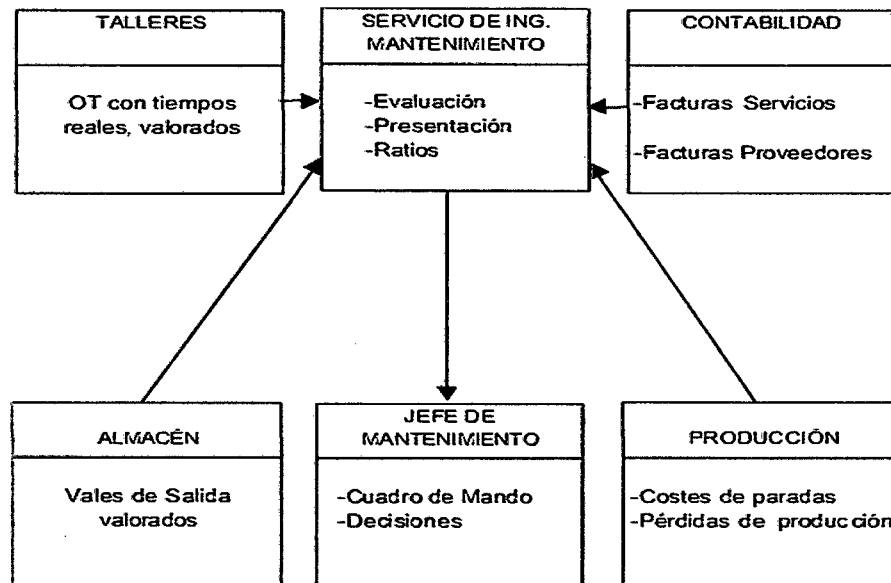 TALLERES
OT con tiempos
reales, valorados
SERVICIO DE ING.
MANTENIMIENTO
-Evaluación
-Presentación
-Ratios
CONTABILIDAD
-Facturas Servicios
-Facturas Proveedores
ALMACÉN
Vales de Salida
valorados
JEFE DE
MANTENIMIENTO
-Cuadro de Mando
-Decisiones
PRODUCCIÓN
-Costes de paradas
-Pérdidas de producción